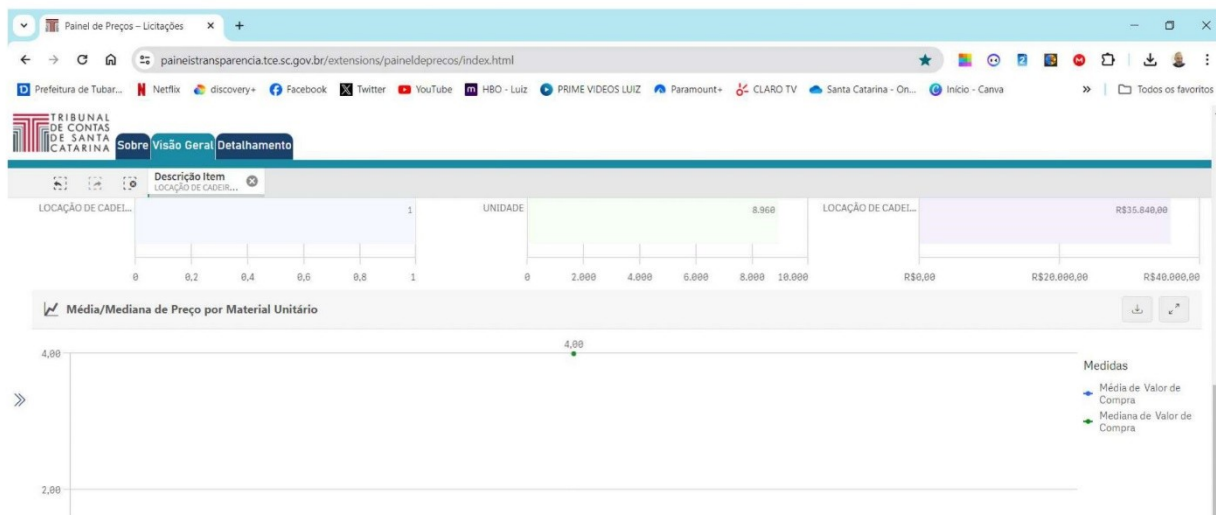 Painel de Preços – Licitações
paineistransparencia.tce.sc.gov.br/extensions/paineldeprecos/index.html
Prefeitura de Tubar... Netflix discovery+ Facebook Twitter YouTube HBO - Luiz PRIME VIDEOS LUIZ Paramount+ CLARO TV Santa Catarina - On... Início - Canva » Todos os favoritos
TRIBUNAL
DE CONTAS
DE SANTA
CATARINA
Sobre Visão Geral Detalhamento
Descrição Item
LOCAÇÃO DE CADEIR...
LOCAÇÃO DE CADEI... 1 UNIDADE 8.960 LOCAÇÃO DE CADEI... R$35.840,00
0 0,2 0,4 0,6 0,8 1 0 2.000 4.000 6.000 8.000 10.000 R$0,00 R$20.000,00 R$40.000,00
Média/Mediana de Preço por Material Unitário
4,00
4,00
Medidas
Média de Valor de
Compra
Mediana de Valor de
Compra
2,00